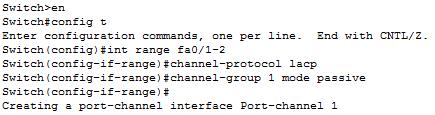 Switch>en
Switch#config t
Enter configuration commands, one per line.  End with CNTL/Z.
Switch(config)#int range fa0/1-2
Switch(config-if-range)#channel-protocol lacp
Switch(config-if-range)#channel-group 1 mode passive
Switch(config-if-range)#
Creating a port-channel interface Port-channel 1